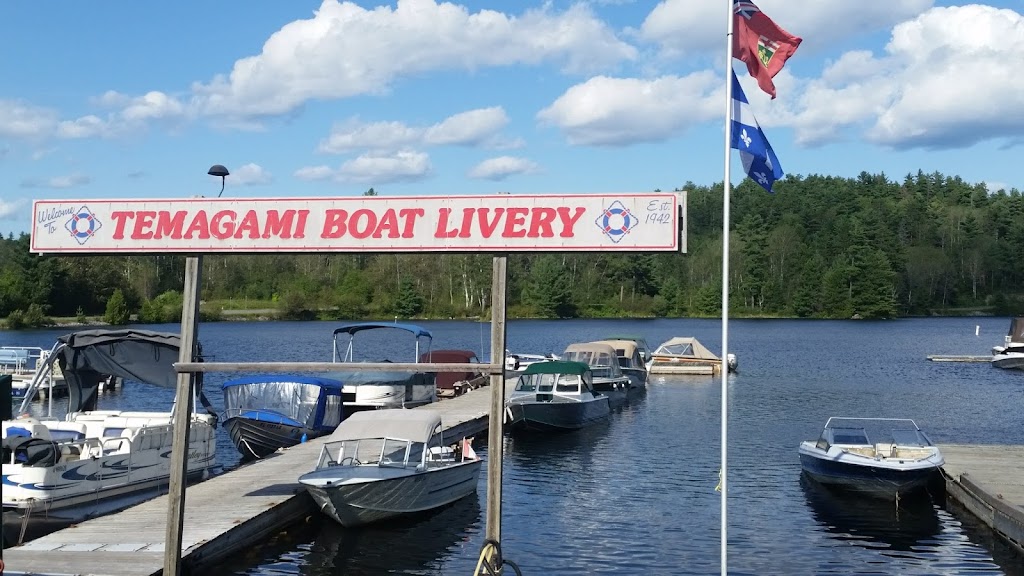 Welcome
To
TEMAGAMI BOAT LIVERY
Est.
1942